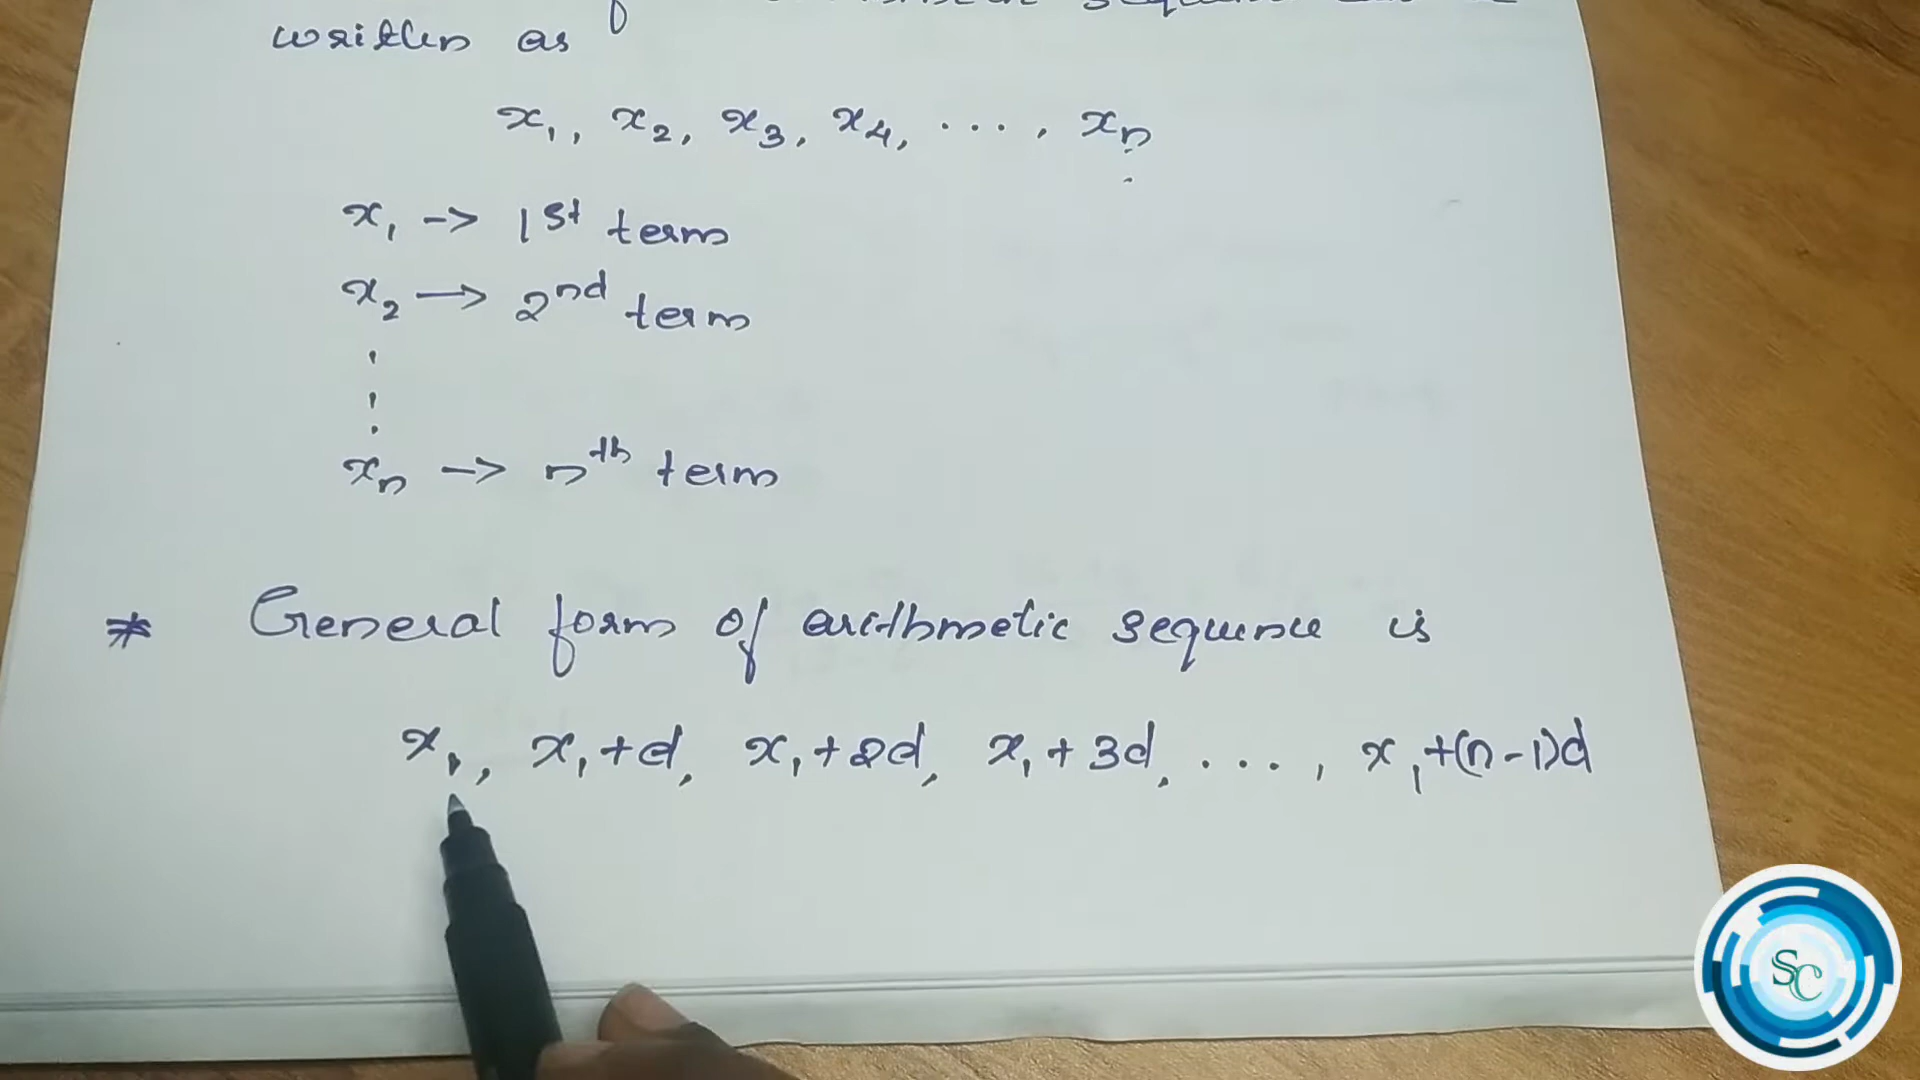 written as
x₁, x₂, x₃, x₄, ..., xₙ
x₁ -> 1st term
x₂ -> 2nd term
xₙ -> nth term
* General form of arithmetic sequence is
x₁, x₁+d, x₁+2d, x₁+3d, ..., x₁+(n-1)d
SC